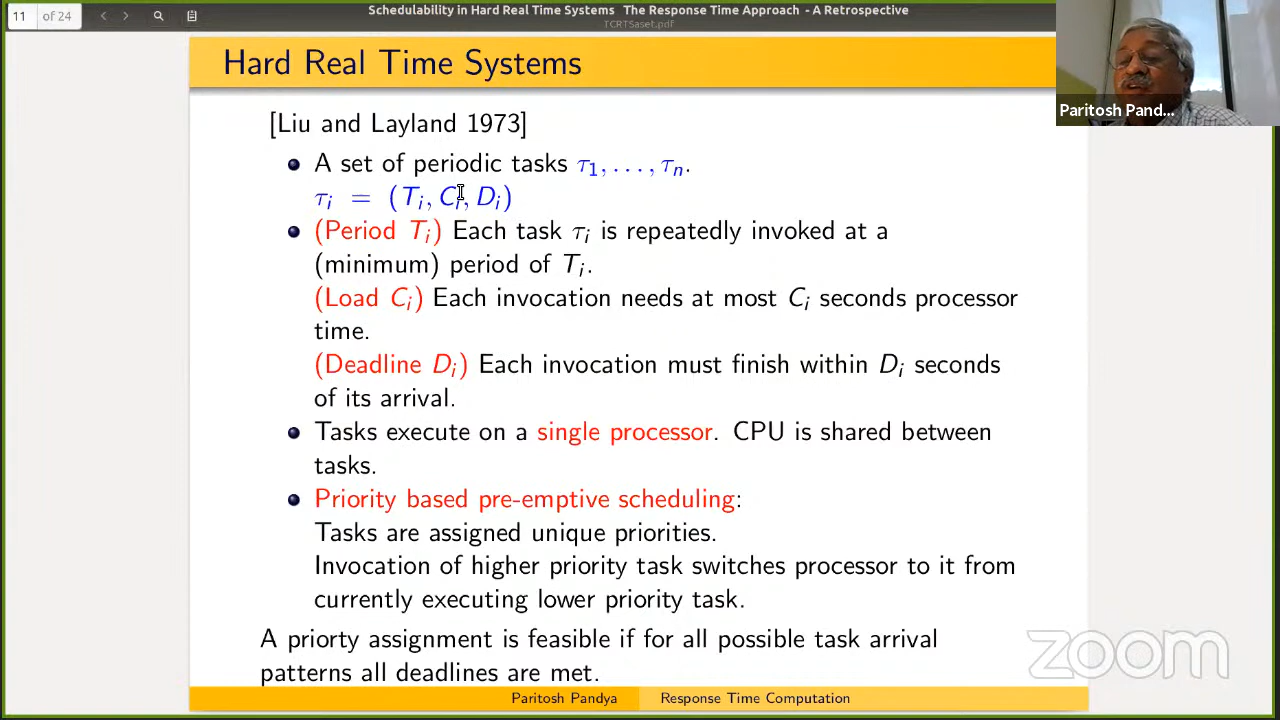 11 of 24
Schedulability in Hard Real Time Systems The Response Time Approach - A Retrospective
TCRTSaset.pdf
Hard Real Time Systems
Paritosh Pand...
[Liu and Layland 1973]
A set of periodic tasks τ1, . . . , τn.
τi = (Ti, Ci, Di)
(Period Ti) Each task τi is repeatedly invoked at a
(minimum) period of Ti.
(Load Ci) Each invocation needs at most Ci seconds processor
time.
(Deadline Di) Each invocation must finish within Di seconds
of its arrival.
Tasks execute on a single processor. CPU is shared between
tasks.
Priority based pre-emptive scheduling:
Tasks are assigned unique priorities.
Invocation of higher priority task switches processor to it from
currently executing lower priority task.
A priorty assignment is feasible if for all possible task arrival
patterns all deadlines are met.
zoom
Paritosh Pandya Response Time Computation